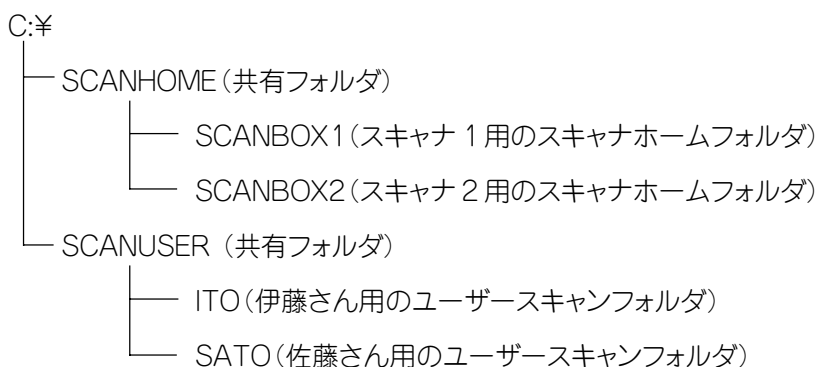 C:¥
SCANHOME(共有フォルダ)
SCANBOX1(スキャナ 1 用のスキャナホームフォルダ)
SCANBOX2(スキャナ 2 用のスキャナホームフォルダ)
SCANUSER (共有フォルダ)
ITO(伊藤さん用のユーザースキャンフォルダ)
SATO(佐藤さん用のユーザースキャンフォルダ)